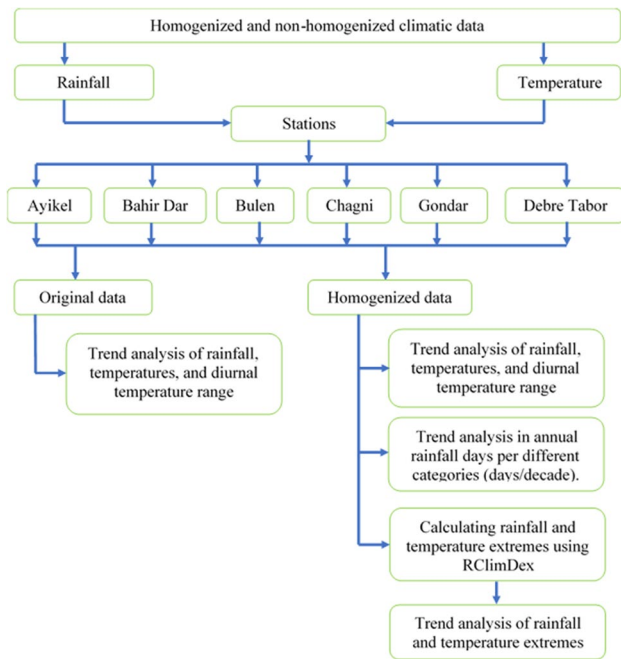 Homogenized and non-homogenized climatic data
Rainfall
Temperature
Stations
Ayikel
Bahir Dar
Bulen
Chagni
Gondar
Debre Tabor
Original data
Homogenized data
Trend analysis of rainfall,
temperatures, and diurnal
temperature range
Trend analysis of rainfall,
temperatures, and diurnal
temperature range
Trend analysis in annual
rainfall days per different
categories (days/decade).
Calculating rainfall and
temperature extremes using
RClimDex
Trend analysis of rainfall
and temperature extremes